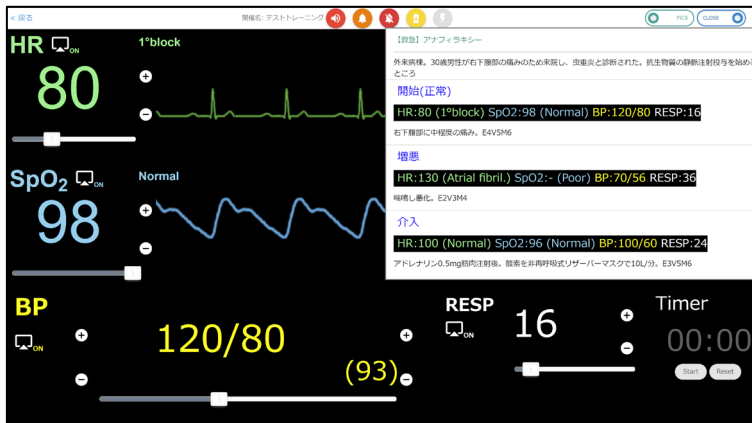 < 戻る
開催名: テストトレーニング
PICS
CLOSE
HR
ON
1°block
80
SpO2
ON
Normal
98
【救急】アナフィラキシー
外来病棟。30歳男性が右下腹部の痛みのため来院し、虫垂炎と診断された。抗生物質の静脈注射投与を始め
ところ
開始(正常)
HR:80 (1°block) SpO2:98 (Normal) BP:120/80 RESP:16
右下腹部に中程度の痛み。E4V5M6
増悪
HR:130 (Atrial fibril.) SpO2:- (Poor) BP:70/56 RESP:36
喘鳴し悪化。E2V3M4
介入
HR:100 (Normal) SpO2:96 (Normal) BP:100/60 RESP:24
アドレナリン0.5mg筋肉注射後。酸素を非再呼吸式リザーバーマスクで10L/分。E3V5M6
BP
ON
120/80
(93)
RESP
ON
16
Timer
00:00
Start
Reset